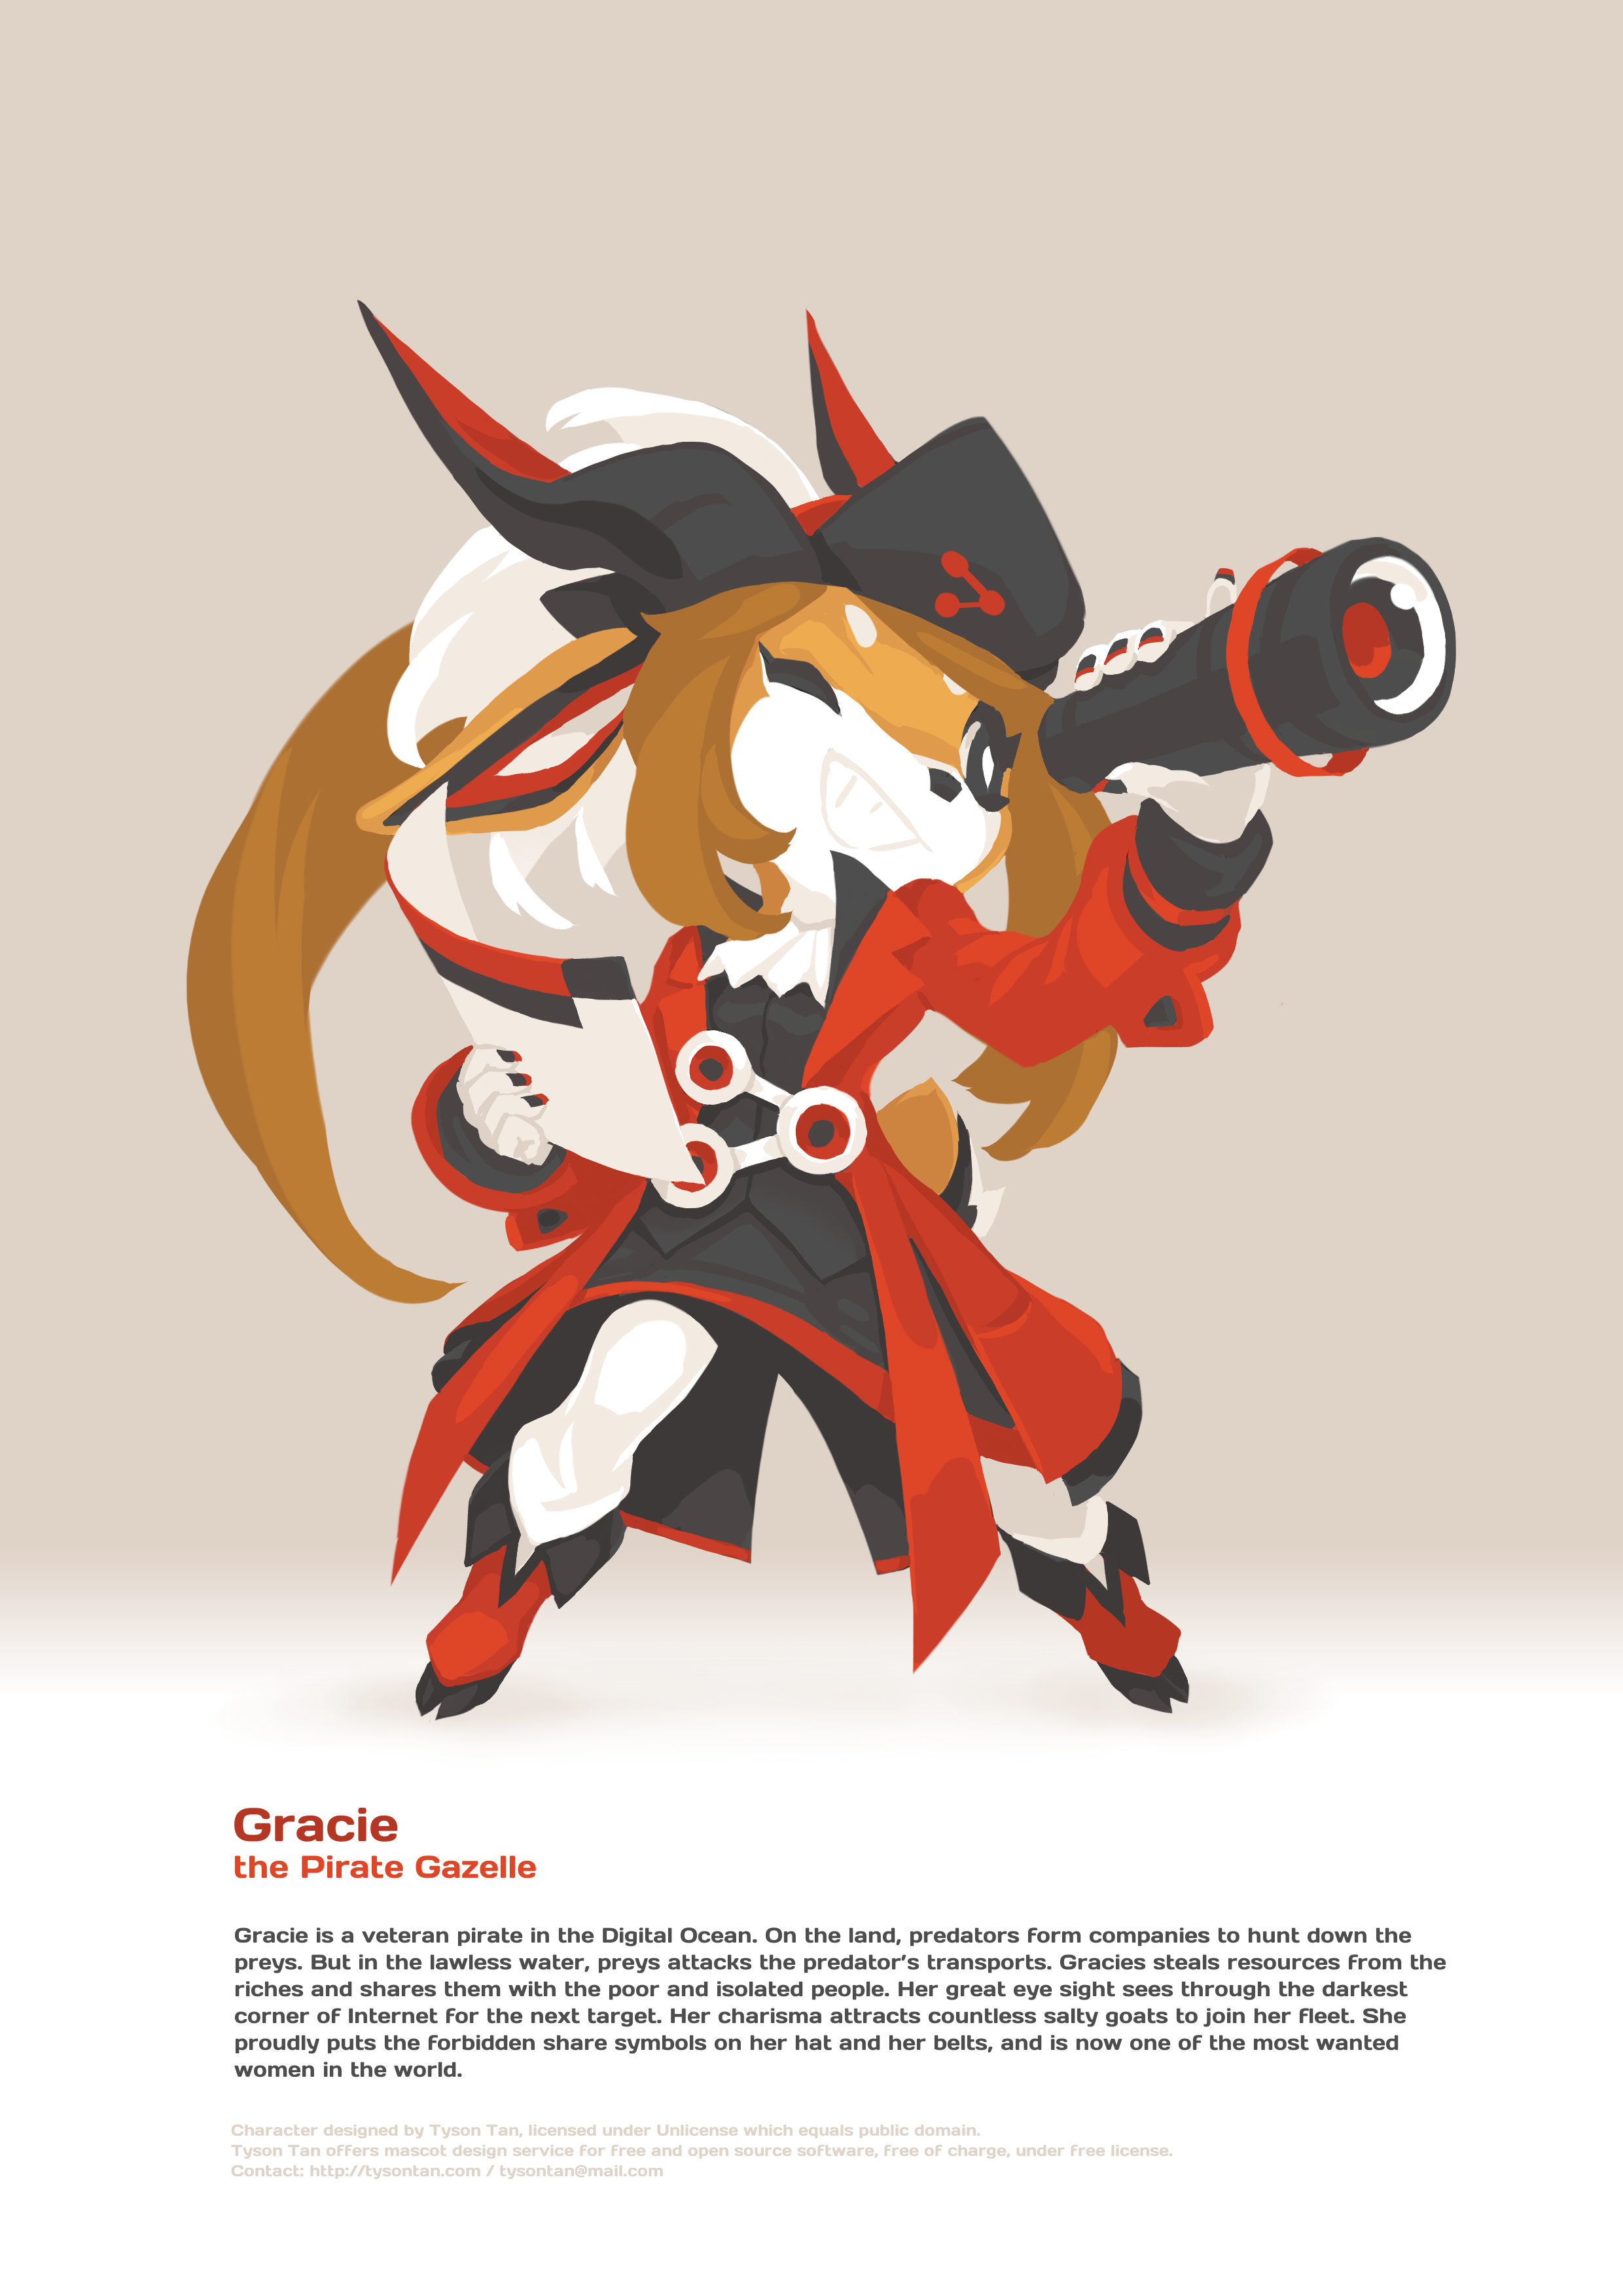 Gracie
the Pirate Gazelle
Gracie is a veteran pirate in the Digital Ocean. On the land, predators form companies to hunt down the
preys. But in the lawless water, preys attacks the predator’s transports. Gracies steals resources from the
riches and shares them with the poor and isolated people. Her great eye sight sees through the darkest
corner of Internet for the next target. Her charisma attracts countless salty goats to join her fleet. She
proudly puts the forbidden share symbols on her hat and her belts, and is now one of the most wanted
women in the world.
Character designed by Tyson Tan, licensed under Unlicense which equals public domain.
Tyson Tan offers mascot design service for free and open source software, free of charge, under free license.
Contact: http://tysontan.com / tysontan@mail.com